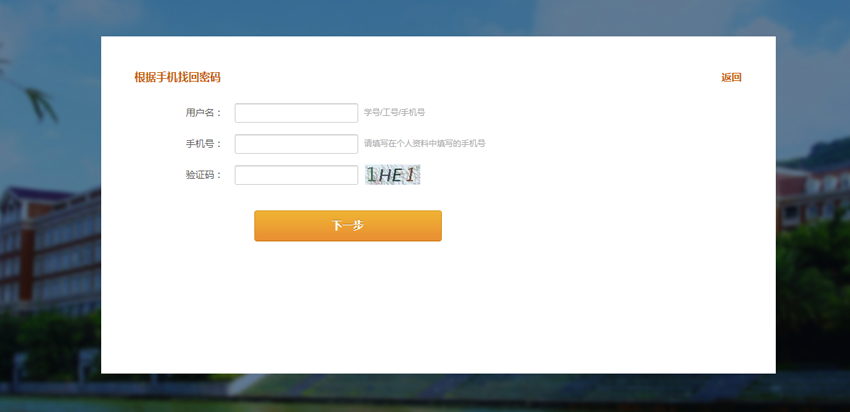 根据手机找回密码 返回
用户名： 学号/工号/手机号
手机号： 请填写在个人资料中填写的手机号
验证码： 1HE1
下一步